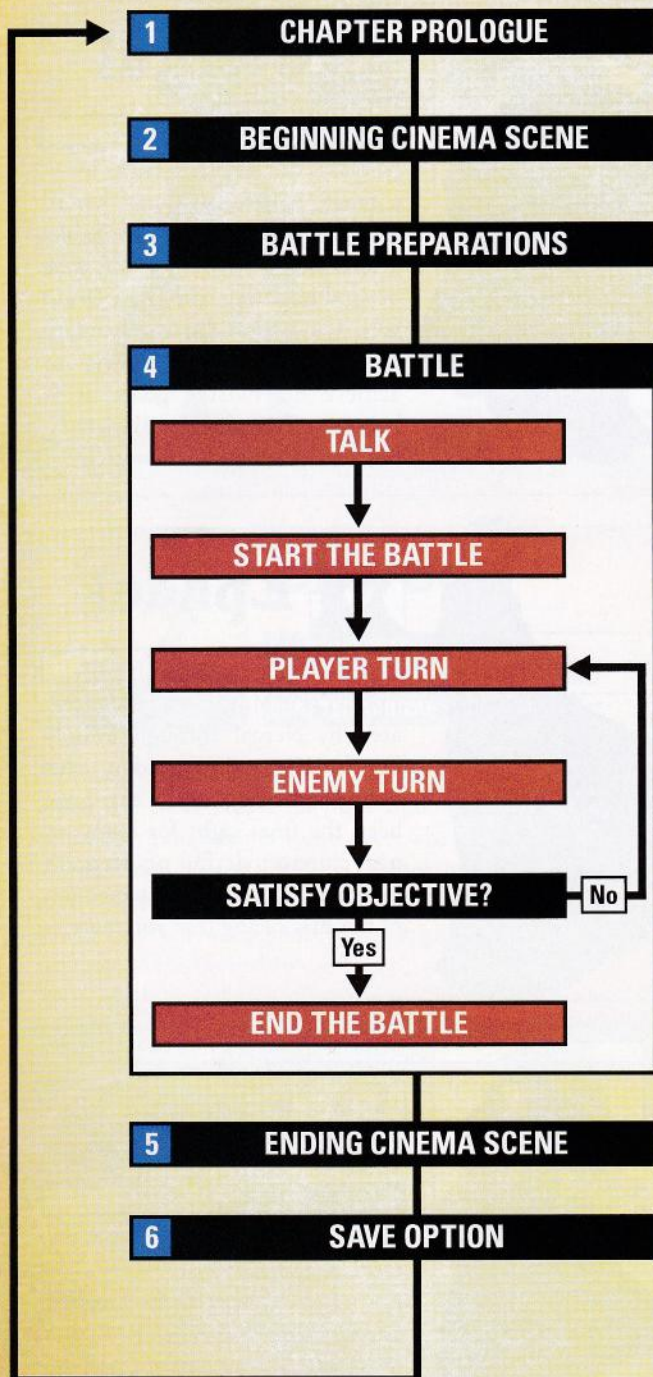 1 CHAPTER PROLOGUE
2 BEGINNING CINEMA SCENE
3 BATTLE PREPARATIONS
4 BATTLE
TALK
START THE BATTLE
PLAYER TURN
ENEMY TURN
SATISFY OBJECTIVE? No
Yes
END THE BATTLE
5 ENDING CINEMA SCENE
6 SAVE OPTION